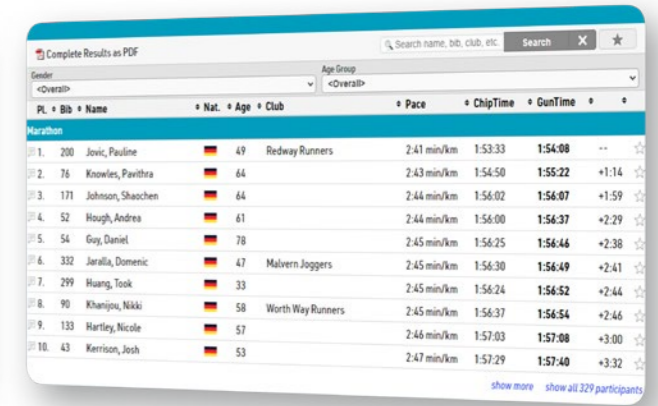 Complete Results as PDF
Search name, bib, club, etc. Search X ★
Gender Age Group
<Overall> <Overall>
Pl. Bib Name Nat. Age Club Pace ChipTime GunTime
Marathon
1. 200 Jovic, Pauline 49 Redway Runners 2:41 min/km 1:53:33 1:54:08 --
2. 76 Knowles, Pavithra 64 2:43 min/km 1:54:50 1:55:22 +1:14
3. 171 Johnson, Shaochen 64 2:44 min/km 1:56:02 1:56:07 +1:59
4. 52 Hough, Andrea 61 2:44 min/km 1:56:00 1:56:37 +2:29
5. 54 Guy, Daniel 78 2:45 min/km 1:56:25 1:56:46 +2:38
6. 332 Jaralla, Domenic 47 Malvern Joggers 2:45 min/km 1:56:30 1:56:49 +2:41
7. 299 Huang, Took 33 2:45 min/km 1:56:24 1:56:52 +2:44
8. 90 Khanijou, Nikki 58 Worth Way Runners 2:45 min/km 1:56:37 1:56:54 +2:46
9. 133 Hartley, Nicole 57 2:46 min/km 1:57:03 1:57:08 +3:00
10. 43 Kerrison, Josh 53 2:47 min/km 1:57:29 1:57:40 +3:32
show more show all 329 participants